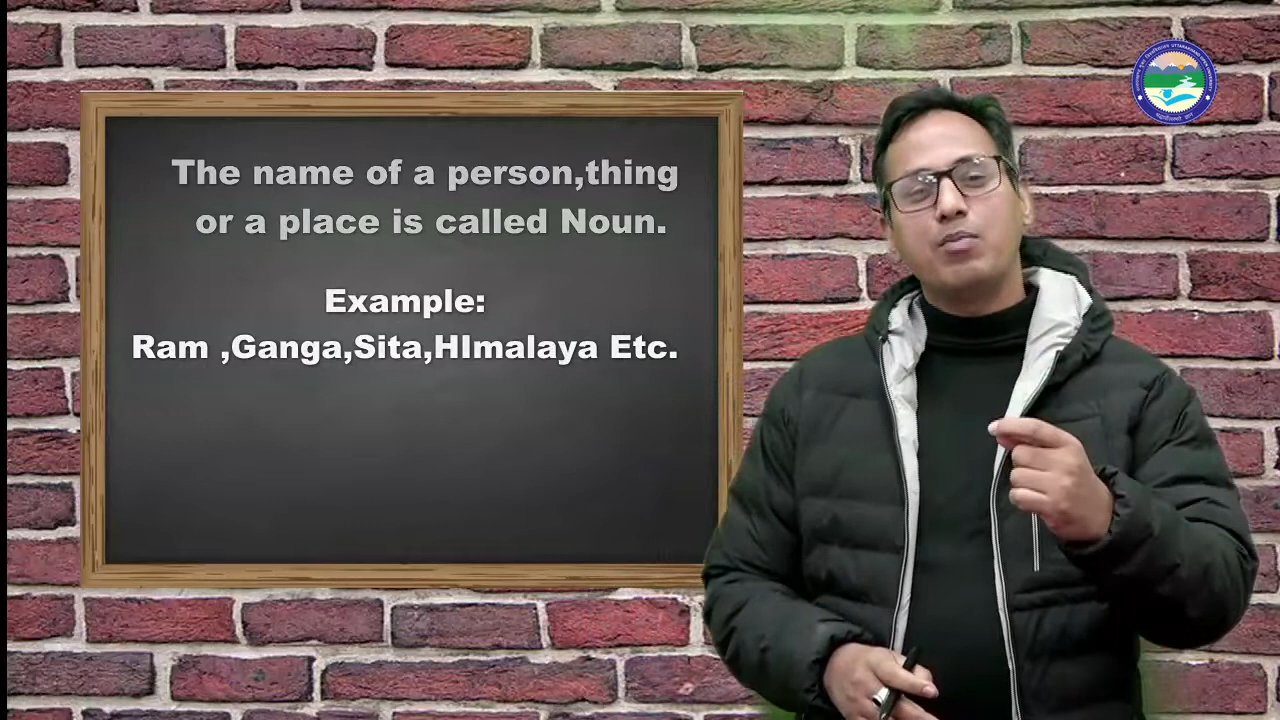 The name of a person,thing
or a place is called Noun.
Example:
Ram ,Ganga,Sita,HImalaya Etc.